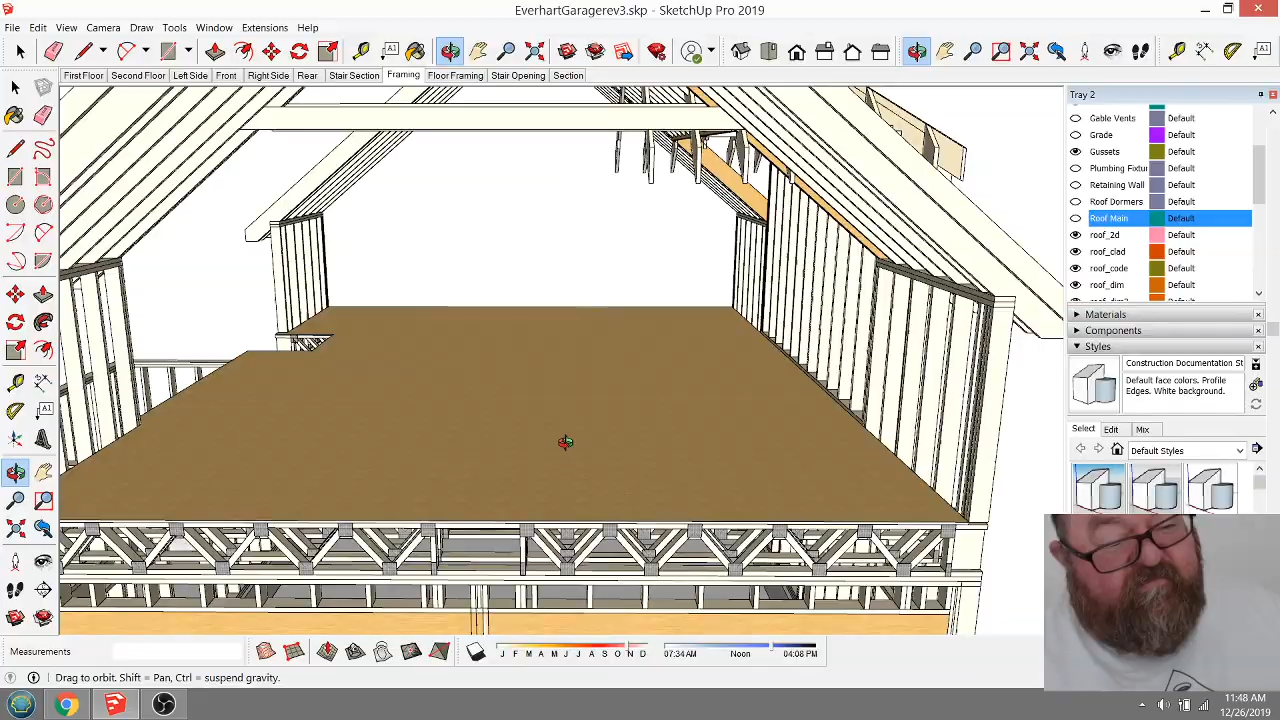 EverhartGaragerev3.skp - SketchUp Pro 2019
File Edit View Camera Draw Tools Window Extensions Help
First Floor Second Floor Left Side Front Right Side Rear Stair Section Framing Floor Framing Stair Opening Section
Tray 2
Gable Vents Default
Grade Default
Gussets Default
Plumbing Fixtu Default
Retaining Wall Default
Roof Dormers Default
Roof Main Default
roof_2d Default
roof_clad Default
roof_code Default
roof_dim Default
Materials
Components
Styles
Construction Documentation St
Default face colors. Profile
Edges. White background.
Select Edit Mix
Default Styles
Measurements
J F M A M J J A S O N D
07:34 AM Noon 04:08 PM
Drag to orbit. Shift = Pan, Ctrl = suspend gravity.
11:48 AM
12/26/2019